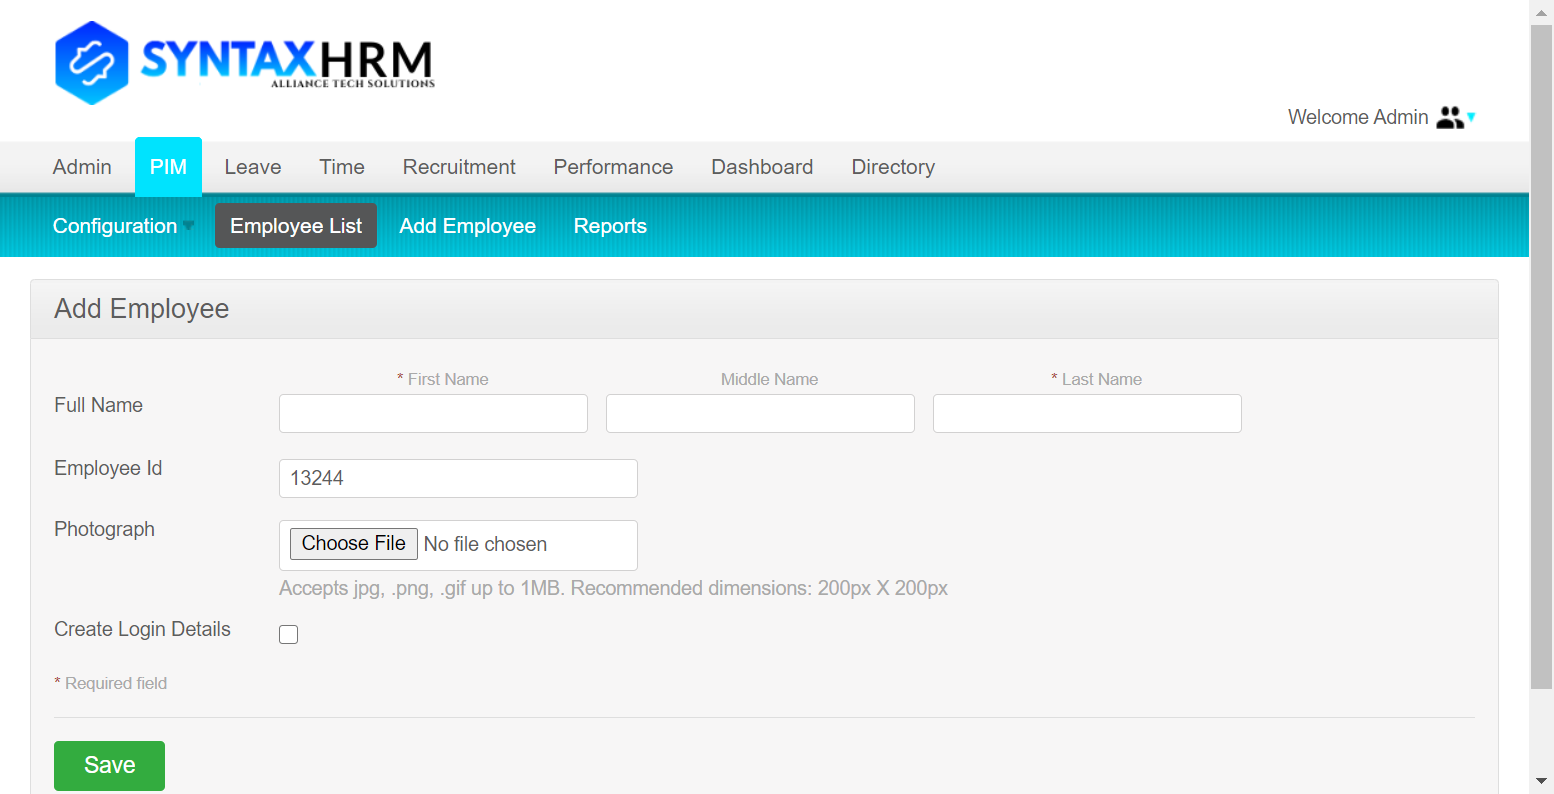 SYNTAXHRM
ALLIANCE TECH SOLUTIONS
Welcome Admin
Admin PIM Leave Time Recruitment Performance Dashboard Directory
Configuration Employee List Add Employee Reports
Add Employee
* First Name Middle Name * Last Name
Full Name
Employee Id 13244
Photograph Choose File No file chosen
Accepts jpg, .png, .gif up to 1MB. Recommended dimensions: 200px X 200px
Create Login Details
* Required field
Save